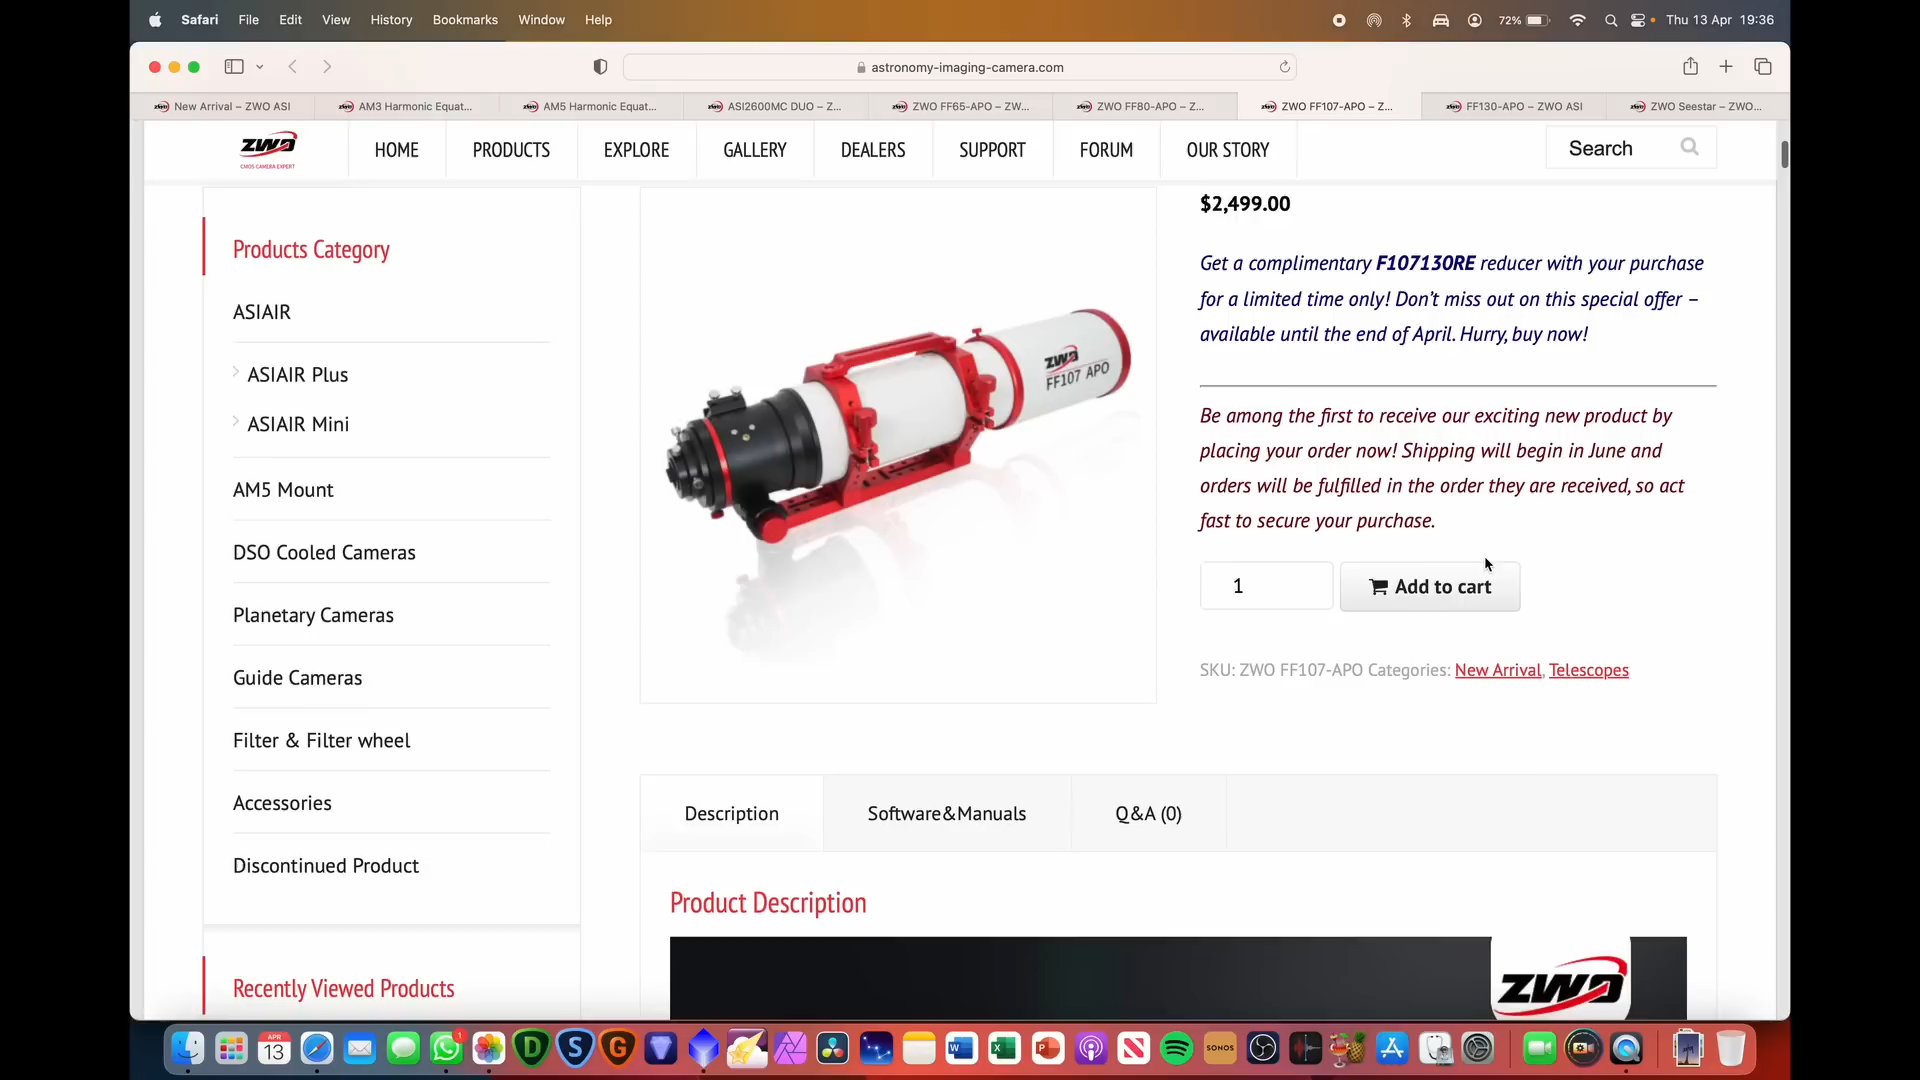 Safari File Edit View History Bookmarks Window Help 72% Thu 13 Apr 19:36
astronomy-imaging-camera.com
New Arrival – ZWO ASI AM3 Harmonic Equat... AM5 Harmonic Equat... ASI2600MC DUO – Z... ZWO FF65-APO – ZW... ZWO FF80-APO – Z... ZWO FF107-APO – Z... FF130-APO – ZWO ASI ZWO Seestar – ZWO...
ZWO
CMOS CAMERA EXPERT
HOME PRODUCTS EXPLORE GALLERY DEALERS SUPPORT FORUM OUR STORY Search
Products Category
ASIAIR
ASIAIR Plus
ASIAIR Mini
AM5 Mount
DSO Cooled Cameras
Planetary Cameras
Guide Cameras
Filter & Filter wheel
Accessories
Discontinued Product
Recently Viewed Products
ZWO
FF107 APO
$2,499.00
Get a complimentary F107130RE reducer with your purchase
for a limited time only! Don’t miss out on this special offer –
available until the end of April. Hurry, buy now!
Be among the first to receive our exciting new product by
placing your order now! Shipping will begin in June and
orders will be fulfilled in the order they are received, so act
fast to secure your purchase.
1 Add to cart
SKU: ZWO FF107-APO Categories: New Arrival, Telescopes
Description Software&Manuals Q&A (0)
Product Description
ZWO
APR
13
1
D S G W X P N SONOS